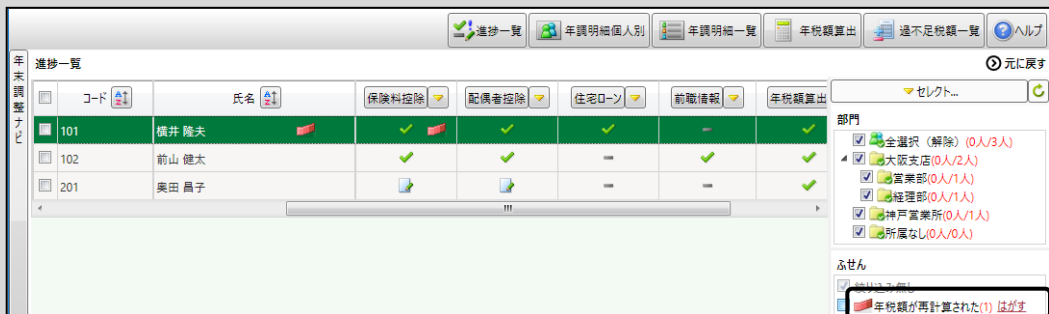 進捗一覧 年調明細個人別 年調明細一覧 年税額算出 過不足税額一覧 ヘルプ
年末調整ナビ
進捗一覧 元に戻す
コード 氏名 保険料控除 配偶者控除 住宅ローン 前職情報 年税額算出
101 横井 隆夫
102 前山 健太
201 奥田 昌子
セレクト...
部門
全選択（解除）(0人/3人)
大阪支店(0人/2人)
営業部(0人/1人)
経理部(0人/1人)
神戸営業所(0人/1人)
所属なし(0人/0人)
ふせん
絞り込み無し
年税額が再計算された(1) はがす